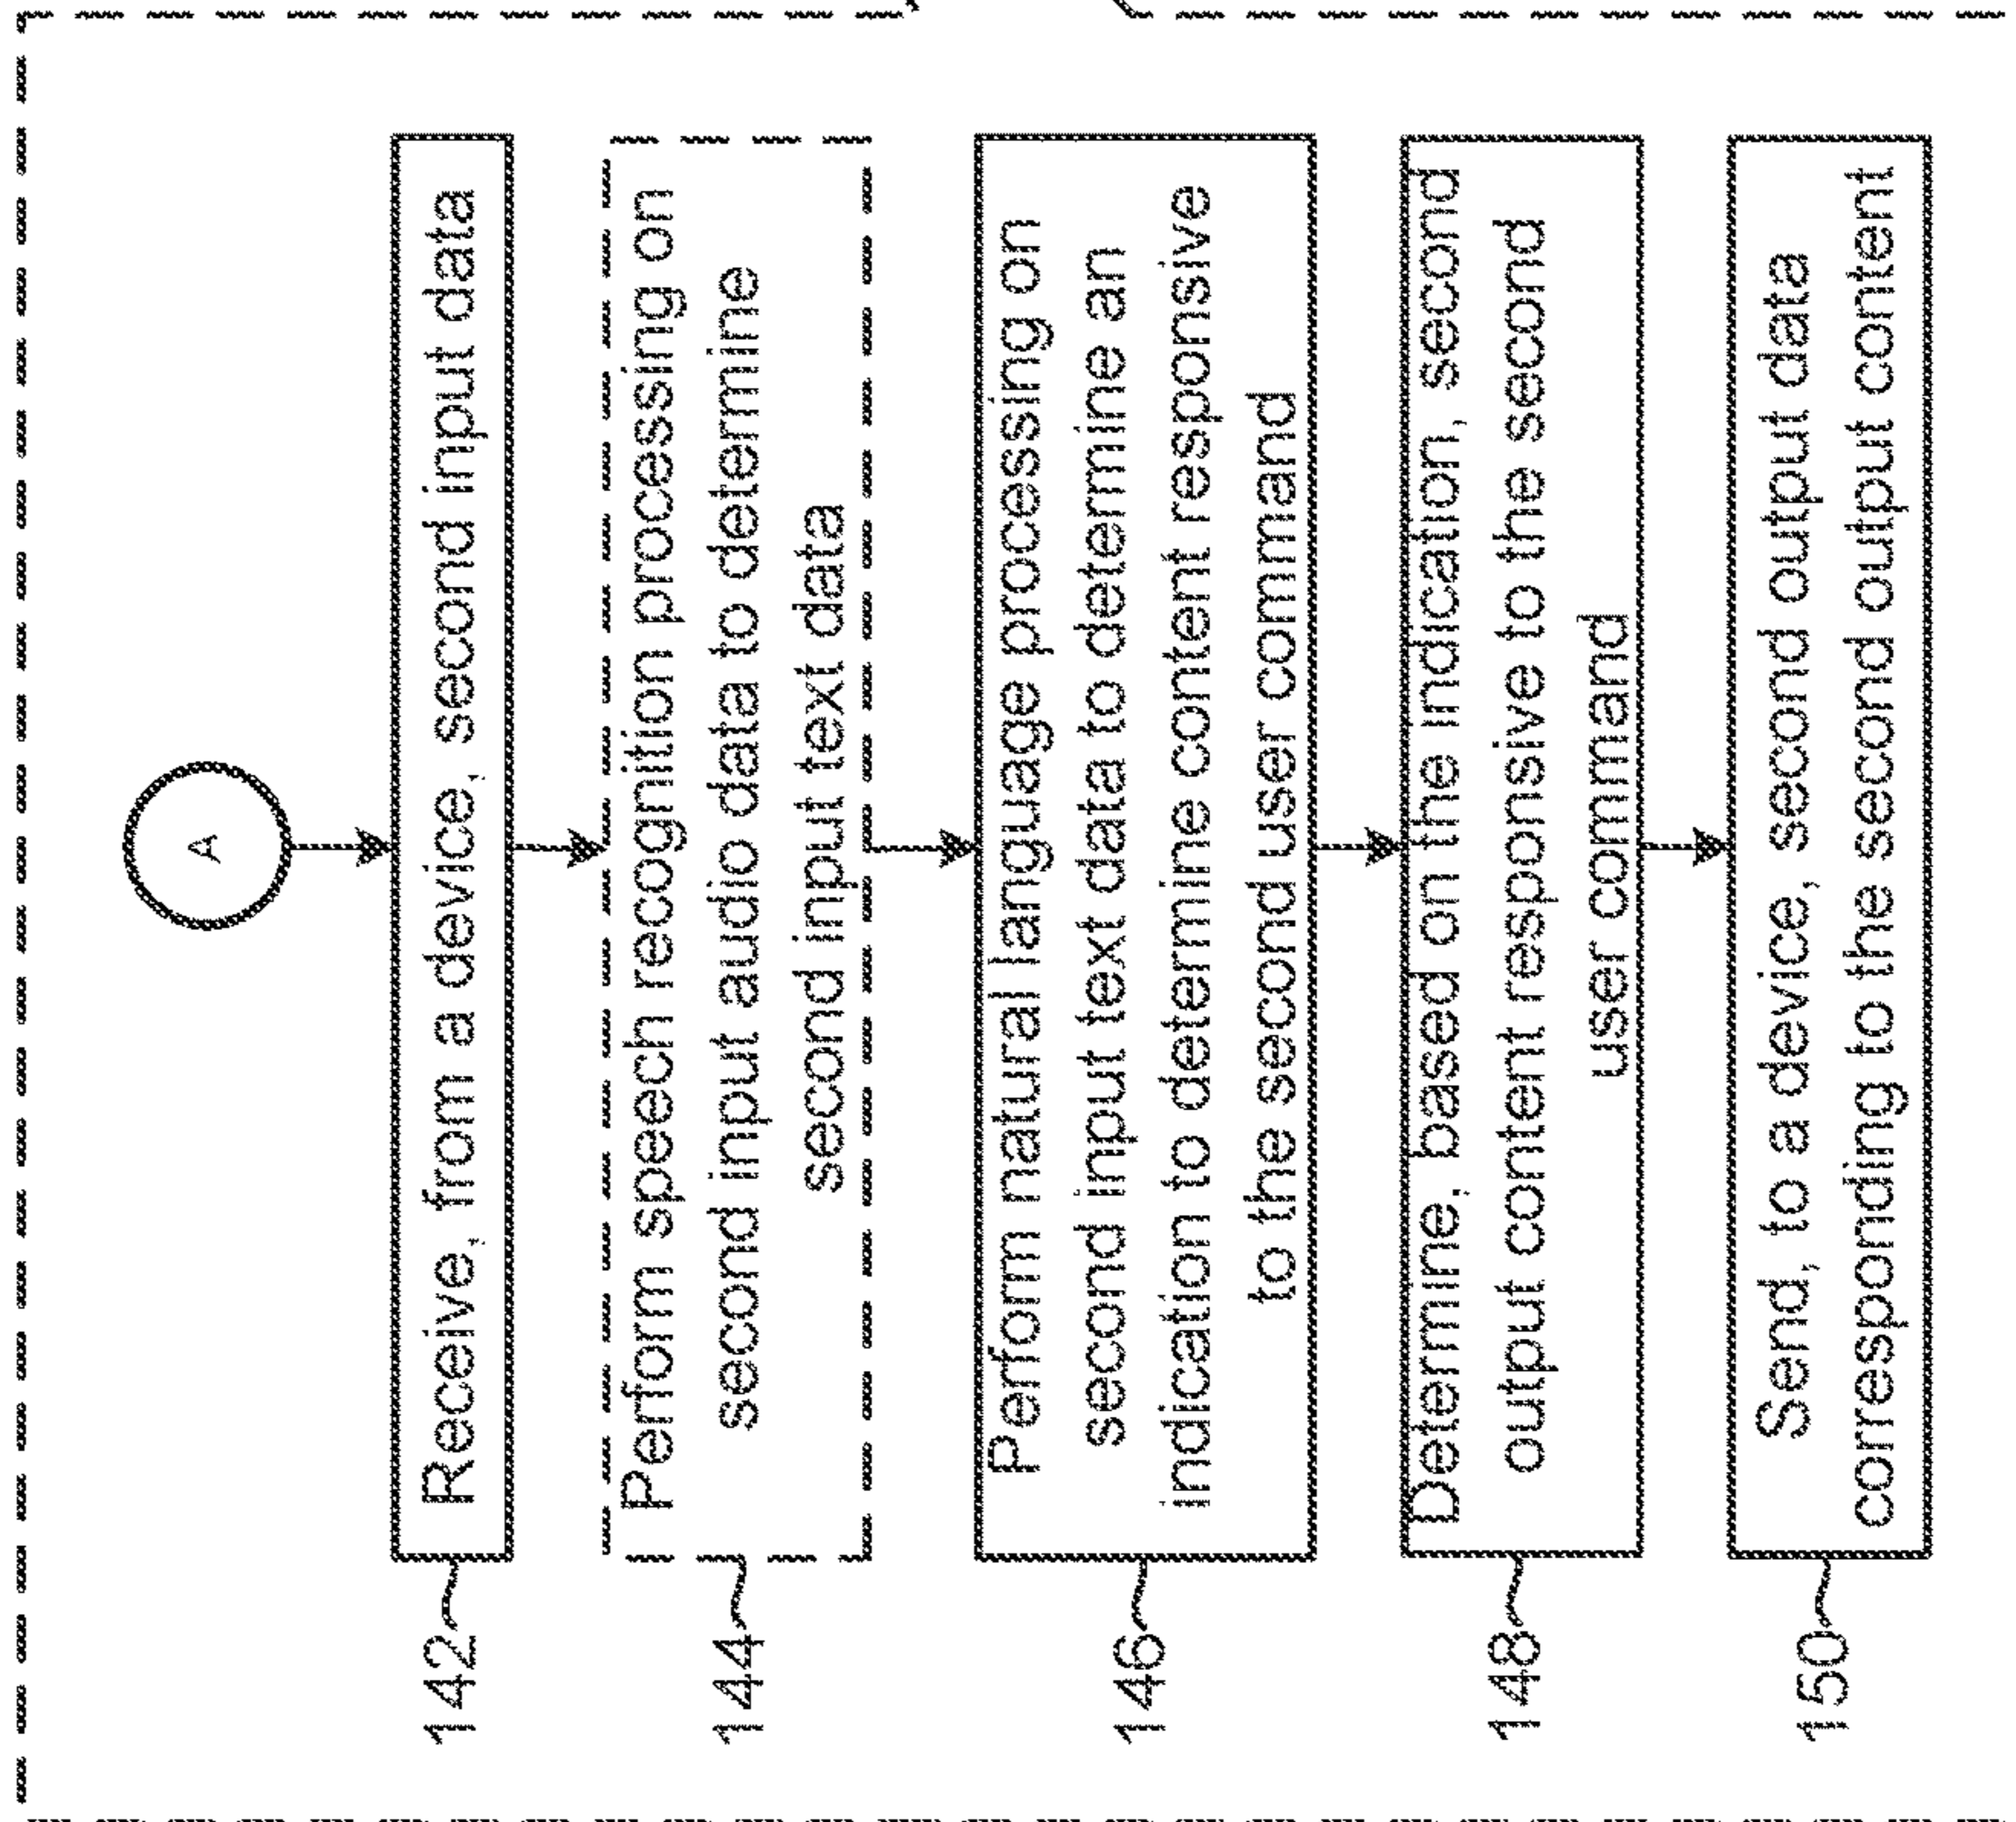 A
142
Receive, from a device, second input data
144
Perform speech recognition processing on
second input audio data to determine
second input text data
146
Perform natural language processing on
second input text data to determine an
indication to determine content responsive
to the second user command
148
Determine, based on the indication, second
output content responsive to the second
user command
150
Send, to a device, second output data
corresponding to the second output content